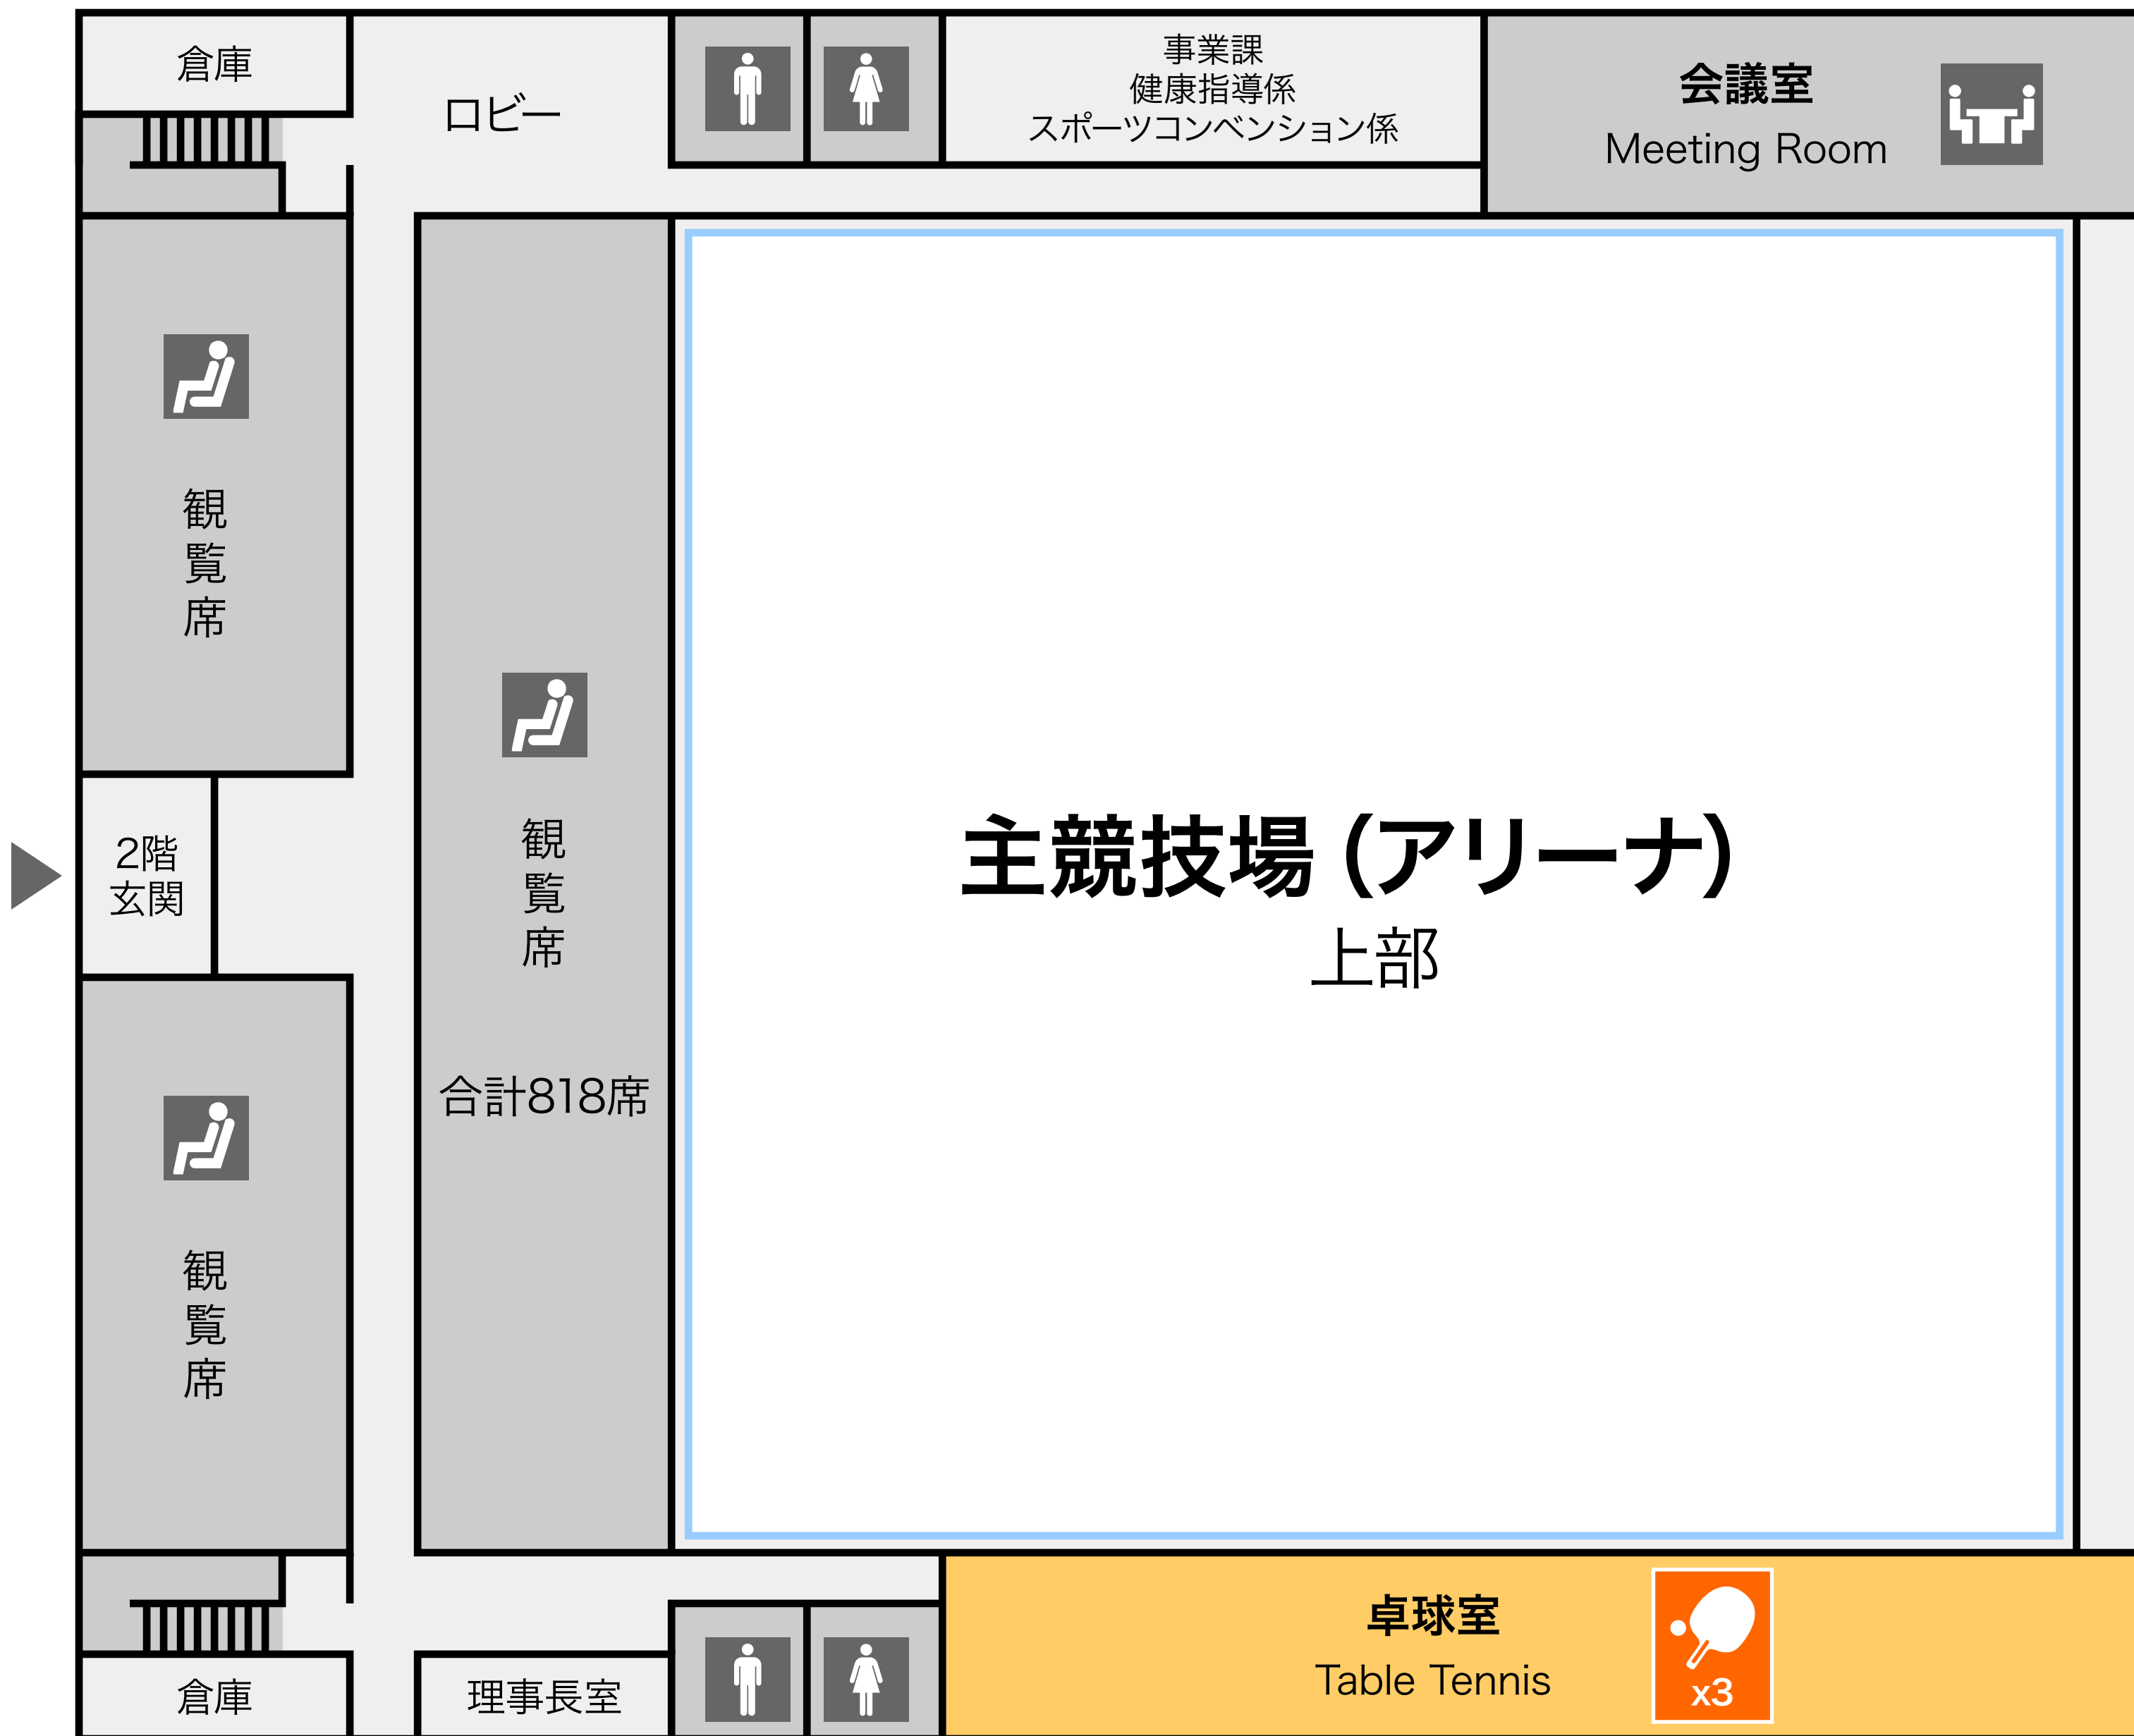 倉庫
ロビー
事業課
健康指導係
スポーツコンベンション係
会議室
Meeting Room
観覧席
観覧席
合計818席
2階
玄関
主競技場（アリーナ）
上部
観覧席
卓球室
Table Tennis
x3
倉庫
理事長室